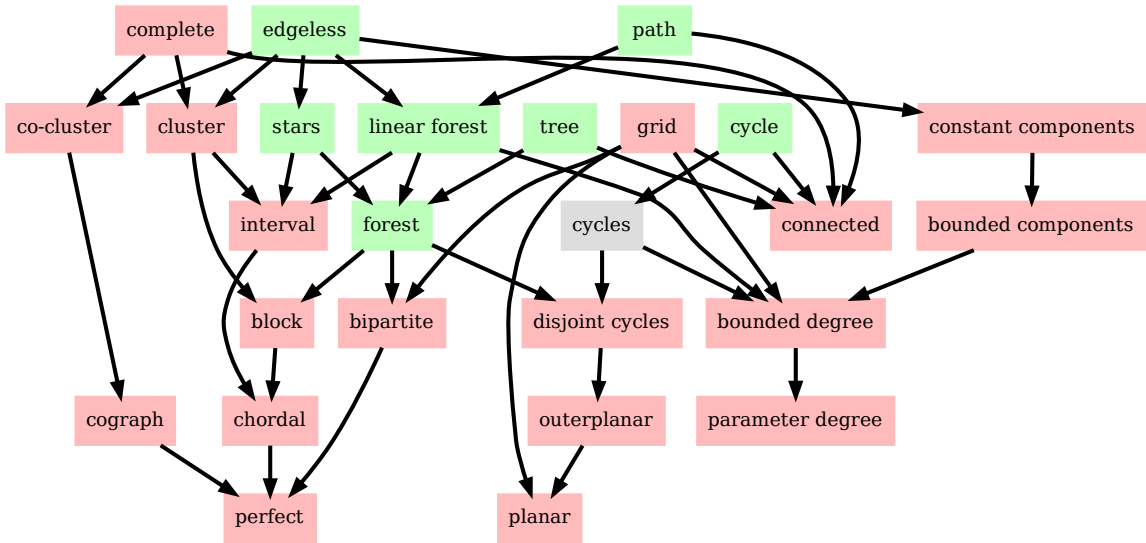 complete
edgeless
path
co-cluster
cluster
stars
linear forest
tree
grid
cycle
constant components
interval
forest
cycles
connected
bounded components
block
bipartite
disjoint cycles
bounded degree
cograph
chordal
outerplanar
parameter degree
perfect
planar